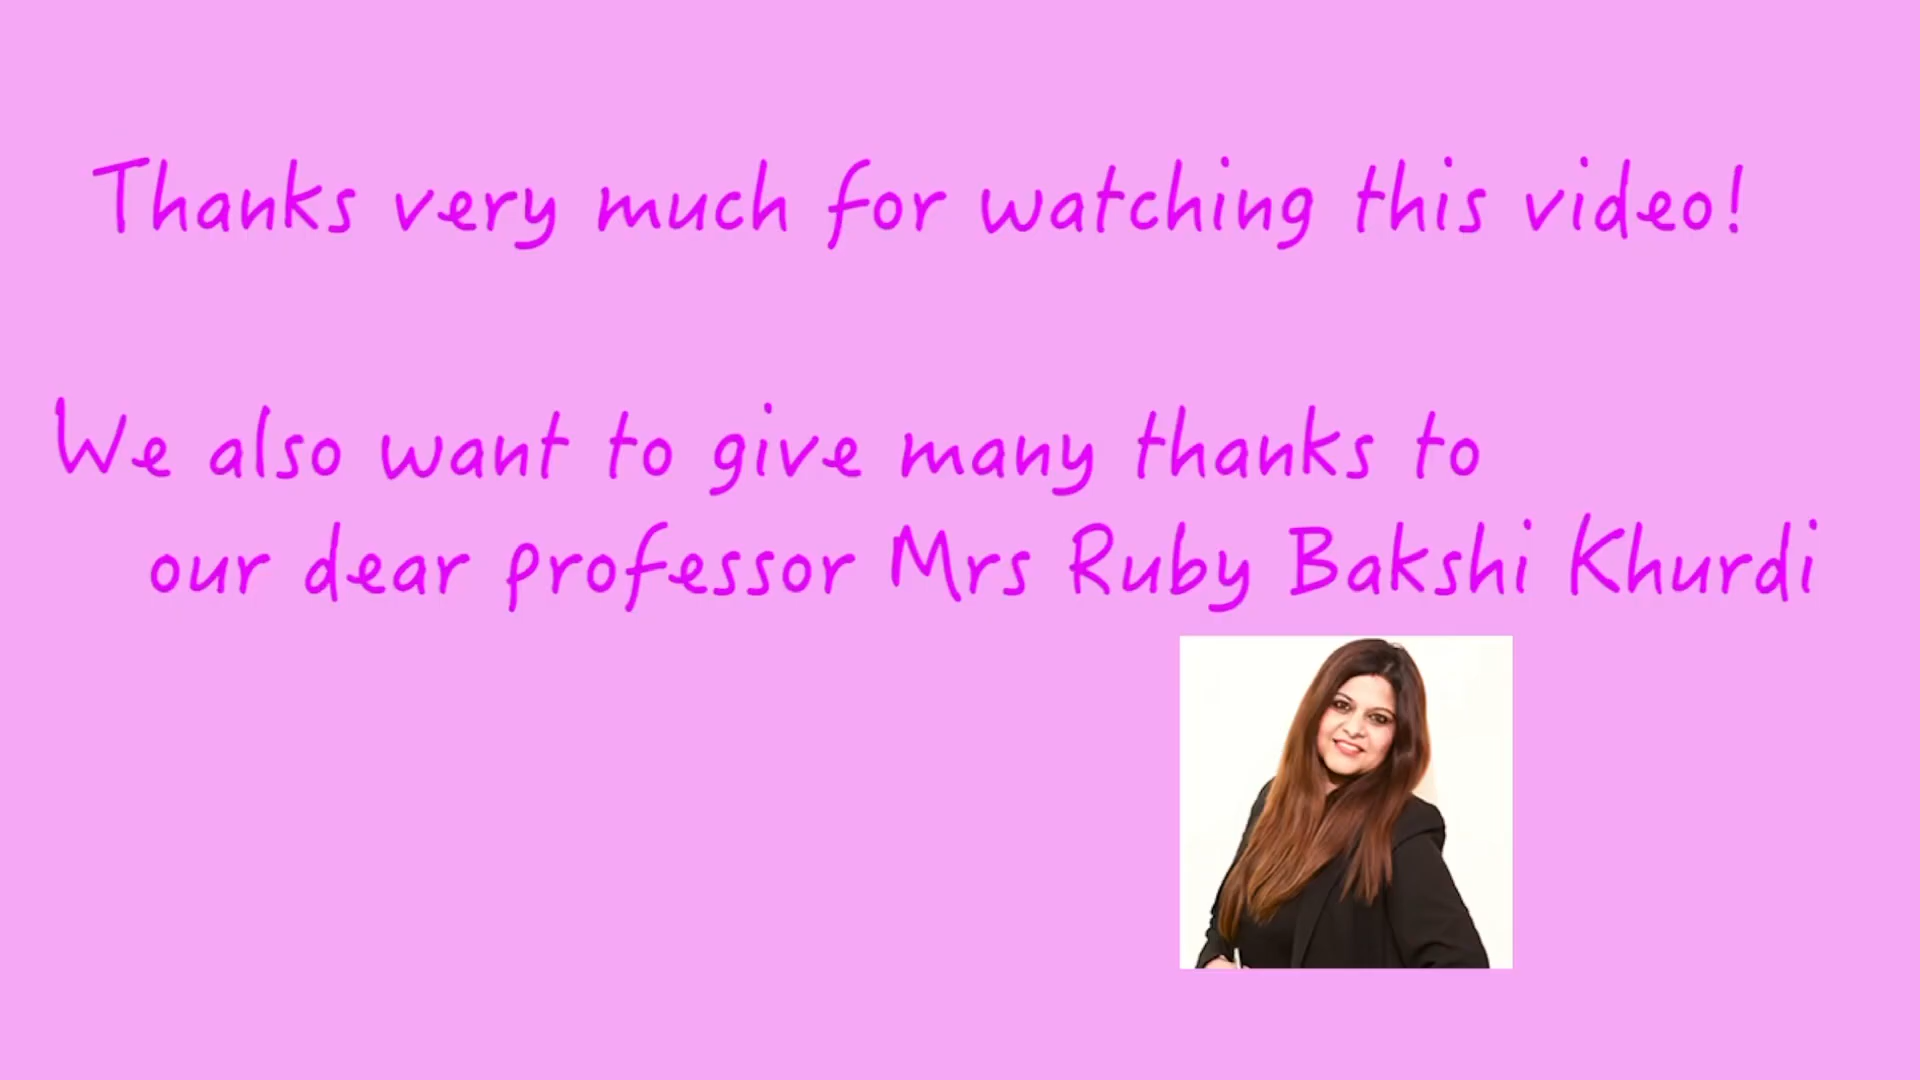 Thanks very much for watching this video!
We also want to give many thanks to
our dear professor Mrs Ruby Bakshi Khurdi